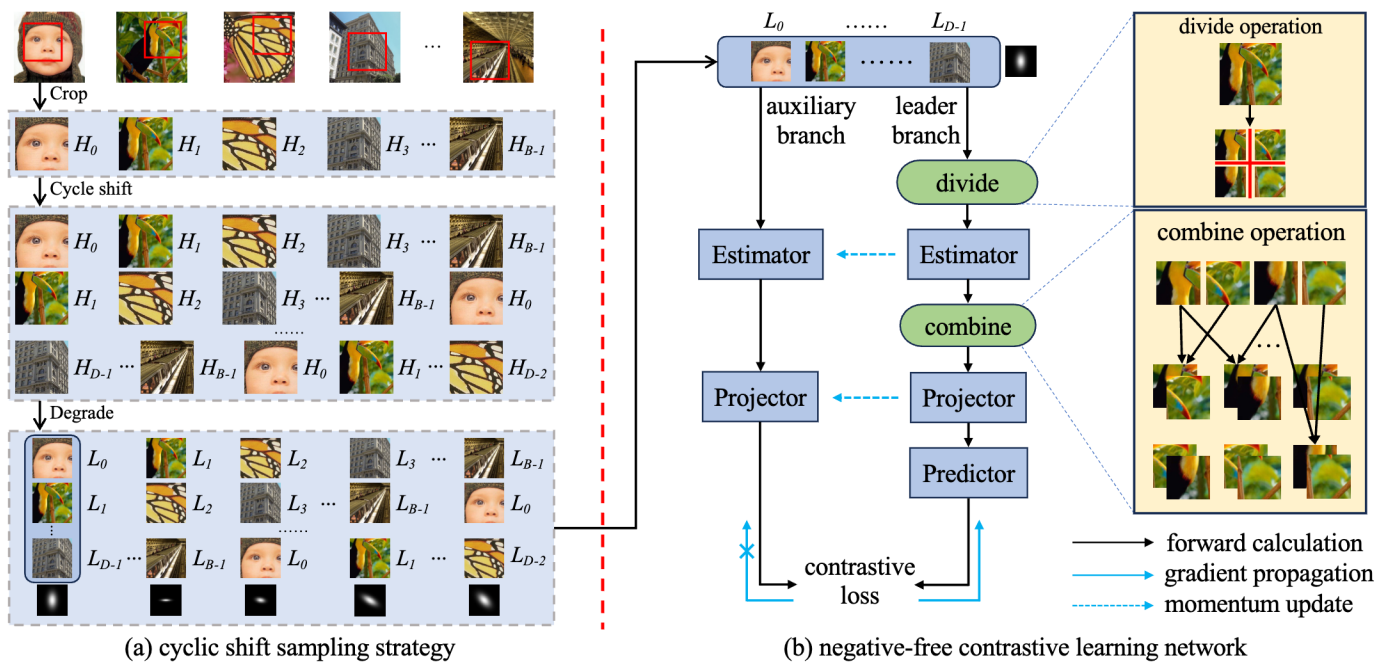 ...
Crop
H0 H1 H2 H3 ... HB-1
Cycle shift
H0 H1 H2 H3 ... HB-1
H1 H2 H3 ... HB-1 H0
......
HD-1 ... HB-1 H0 H1 ... HD-2
Degrade
L0 L1 L2 L3 ... LB-1
L1 L2 L3 ... LB-1 L0
......
LD-1 ... LB-1 L0 L1 ... LD-2
(a) cyclic shift sampling strategy
L0 ...... LD-1
......
auxiliary
branch
leader
branch
divide
Estimator
Estimator
combine
Projector
Projector
Predictor
contrastive
loss
divide operation
combine operation
...
forward calculation
gradient propagation
momentum update
(b) negative-free contrastive learning network